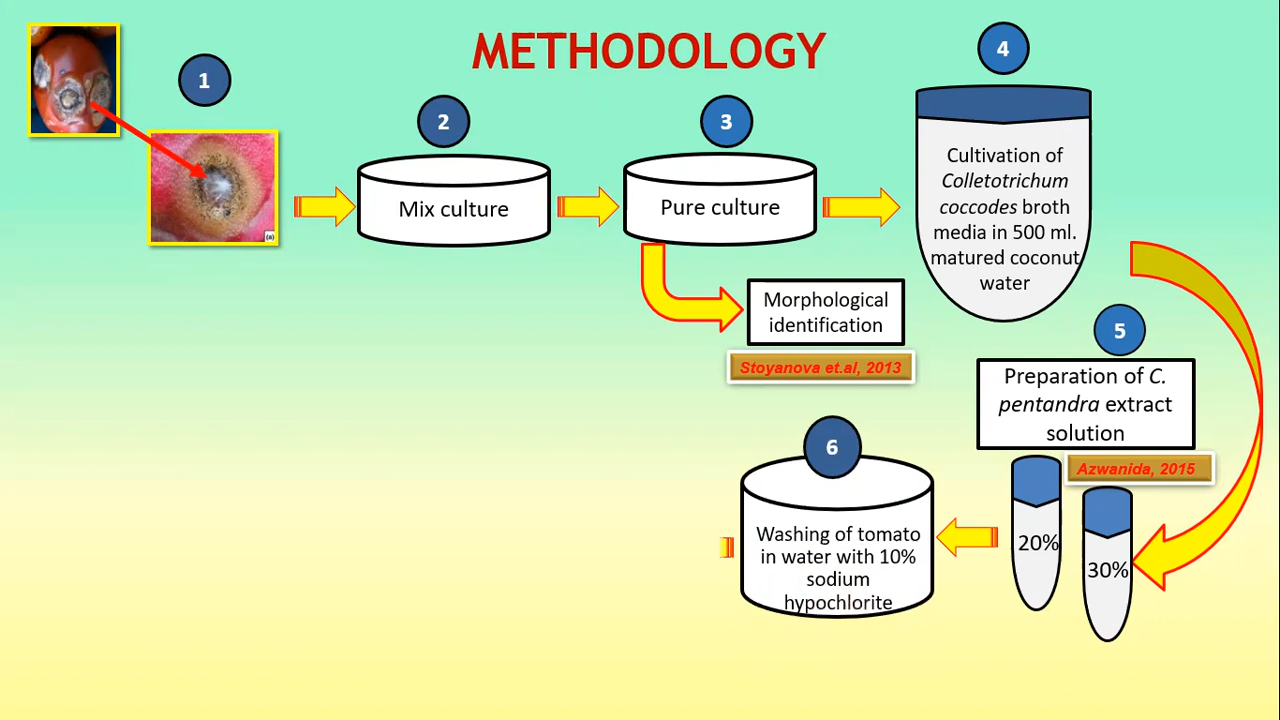 METHODOLOGY
1
(a)
2
Mix culture
3
Pure culture
Morphological
identification
Stoyanova et.al, 2013
4
Cultivation of
Colletotrichum
coccodes broth
media in 500 ml.
matured coconut
water
5
Preparation of C.
pentandra extract
solution
Azwanida, 2015
20%
30%
6
Washing of tomato
in water with 10%
sodium
hypochlorite